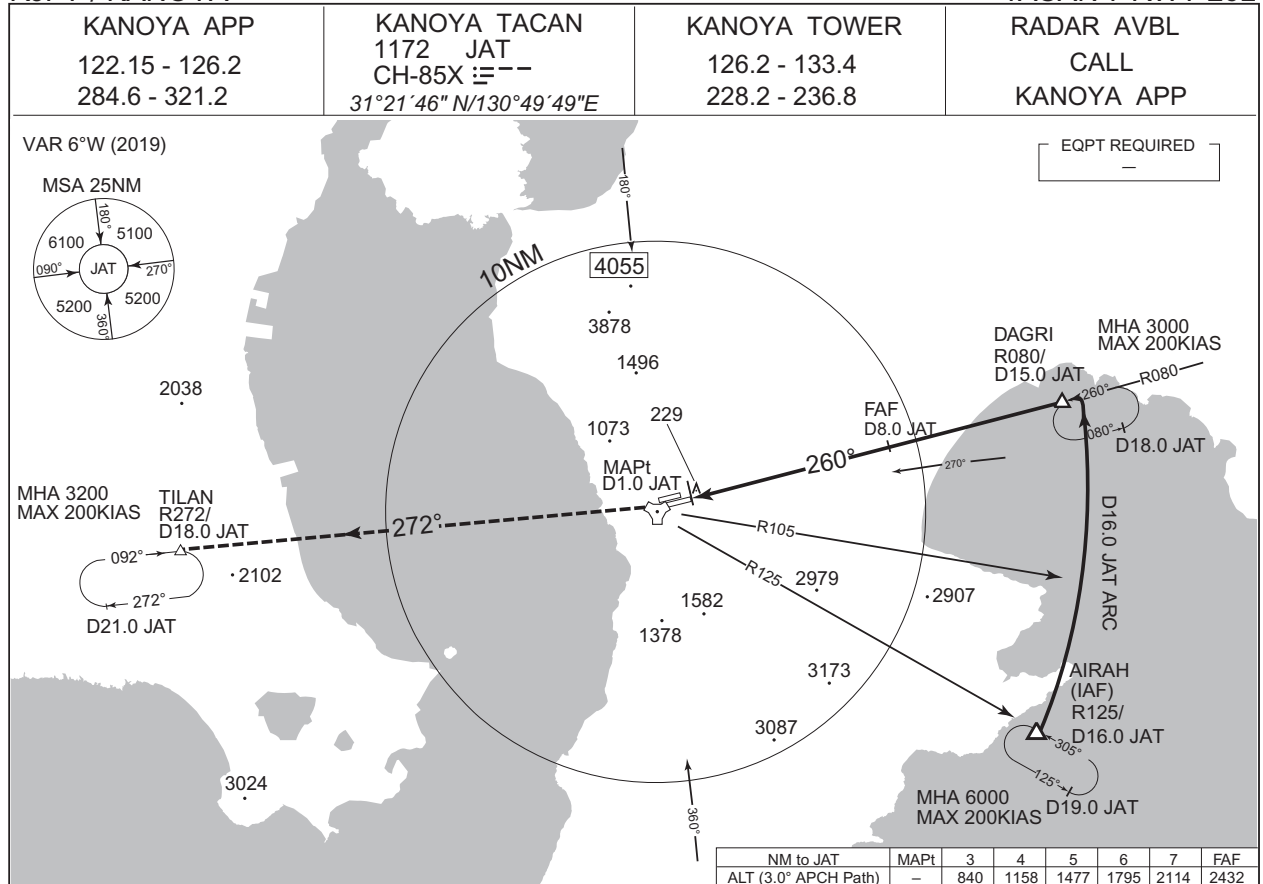 KANOYA APP
122.15 - 126.2
284.6 - 321.2
KANOYA TACAN
1172 JAT
CH-85X
31°21´46" N/130°49´49"E
KANOYA TOWER
126.2 - 133.4
228.2 - 236.8
RADAR AVBL
CALL
KANOYA APP
VAR 6°W (2019)
MSA 25NM
180°
6100
5100
090°
JAT
270°
5200
5200
360°
EQPT REQUIRED
—
180°
10NM
4055
3878
1496
2038
229
1073
MAPt
D1.0 JAT
FAF
D8.0 JAT
260°
270°
DAGRI
R080/
D15.0 JAT
MHA 3000
MAX 200KIAS
R080
260°
080°
D18.0 JAT
MHA 3200
MAX 200KIAS
TILAN
R272/
D18.0 JAT
092°
272°
D21.0 JAT
272°
2102
R105
R125
D16.0 JAT ARC
2979
2907
1582
1378
3173
3087
3024
AIRAH
(IAF)
R125/
D16.0 JAT
305°
125°
D19.0 JAT
MHA 6000
MAX 200KIAS
360°
NM to JAT MAPt 3 4 5 6 7 FAF
ALT (3.0° APCH Path) – 840 1158 1477 1795 2114 2432